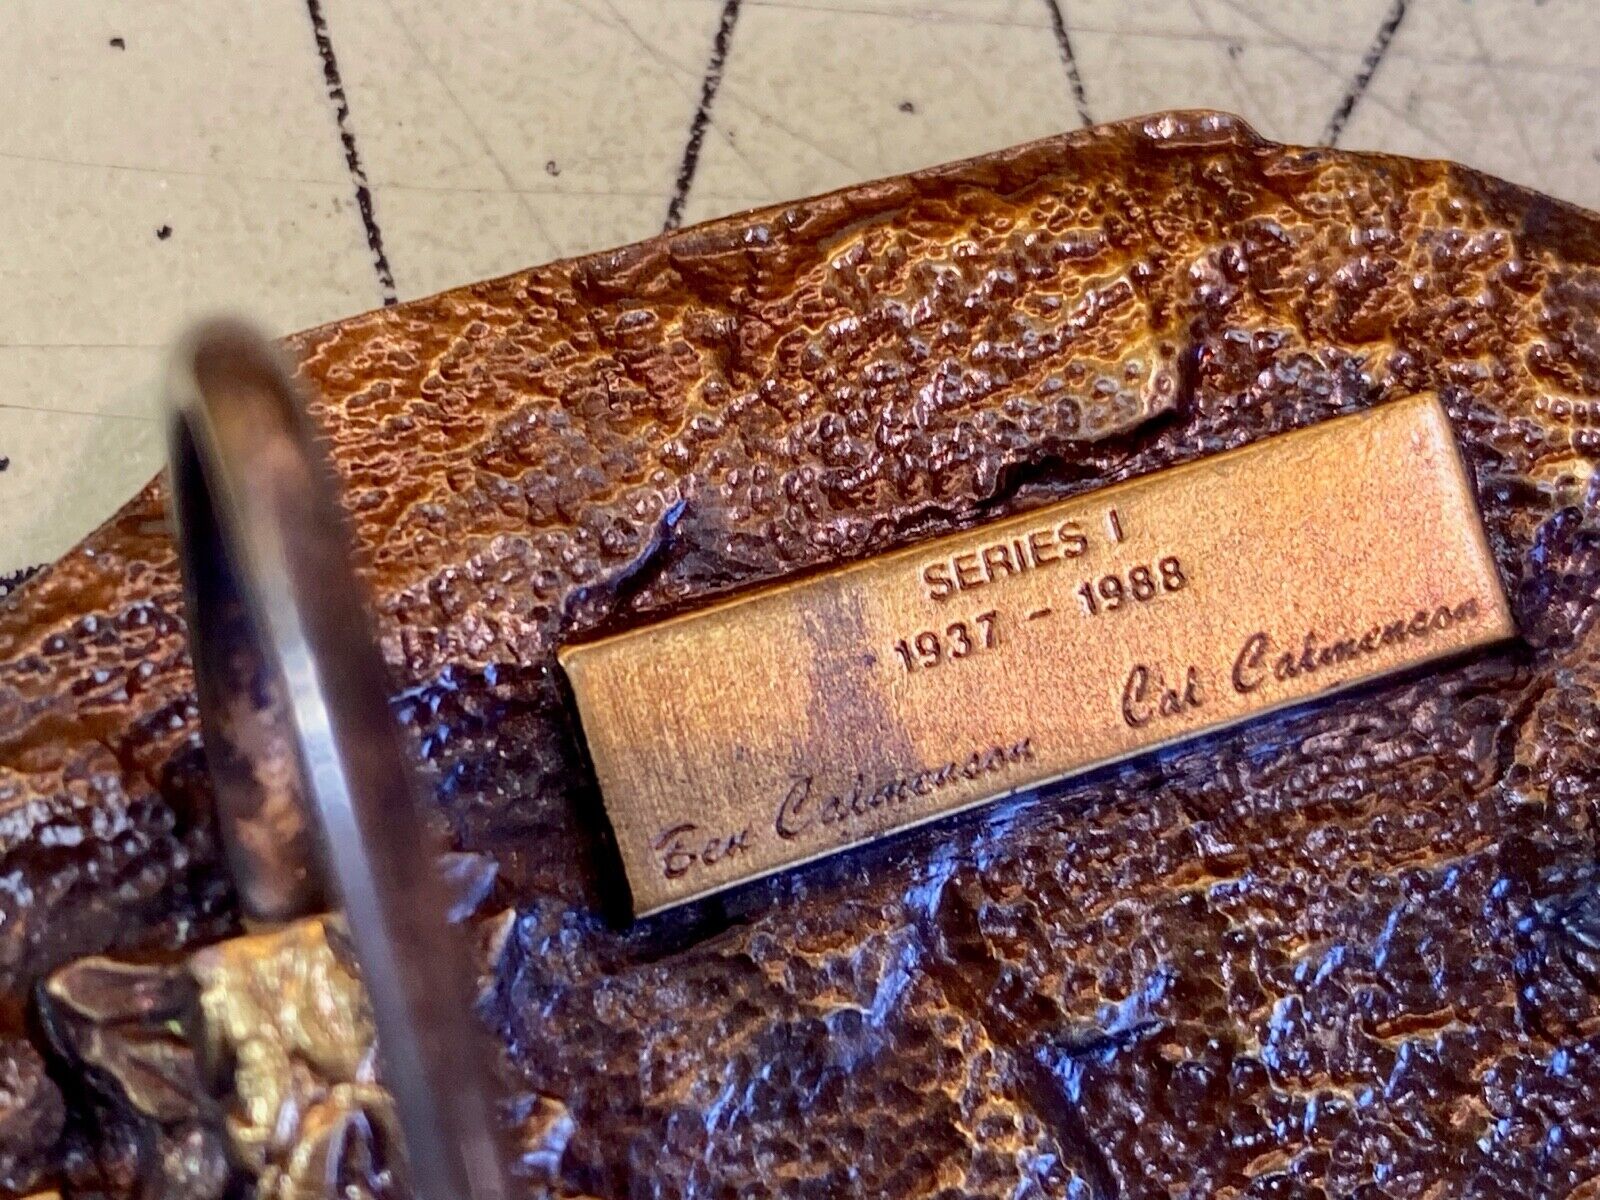 SERIES I
1937 - 1988
Ben Calmenson Cal Calmenson